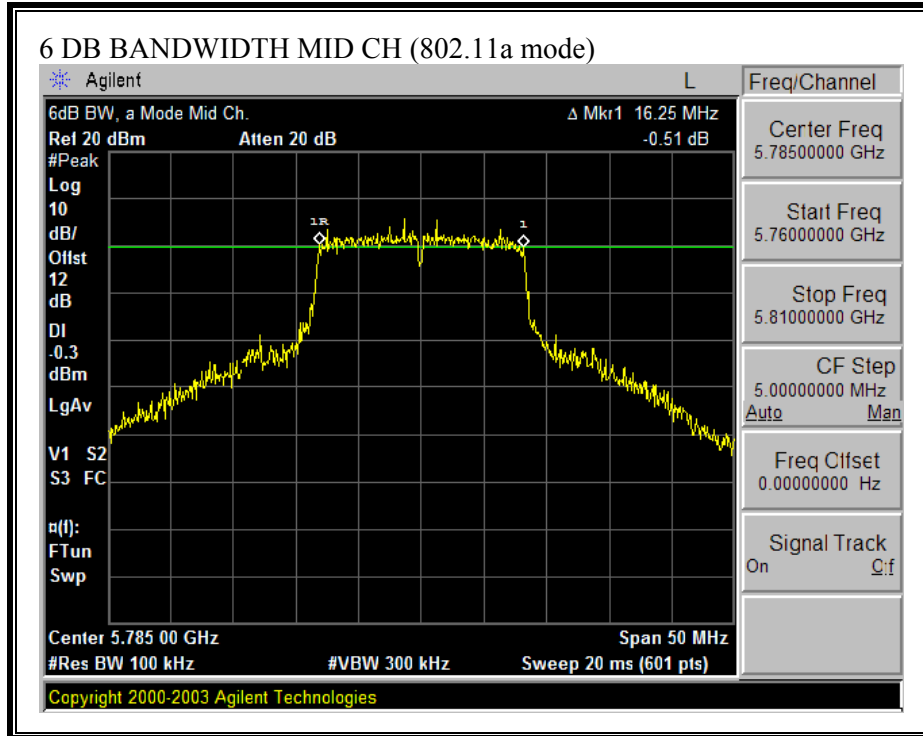 6 DB BANDWIDTH MID CH (802.11a mode)
Agilent L Freq/Channel
6dB BW, a Mode Mid Ch. Δ Mkr1 16.25 MHz
Ref 20 dBm Atten 20 dB -0.51 dB
#Peak
Log
10
dB/
Offst
12
dB
DI
-0.3
dBm
LgAv
V1 S2
S3 FC
¤(f):
FTun
Swp
1R
1
Center 5.785 00 GHz Span 50 MHz
#Res BW 100 kHz #VBW 300 kHz Sweep 20 ms (601 pts)
Copyright 2000-2003 Agilent Technologies
Center Freq
5.78500000 GHz
Start Freq
5.76000000 GHz
Stop Freq
5.81000000 GHz
CF Step
5.00000000 MHz
Auto Man
Freq Offset
0.00000000 Hz
Signal Track
On Off